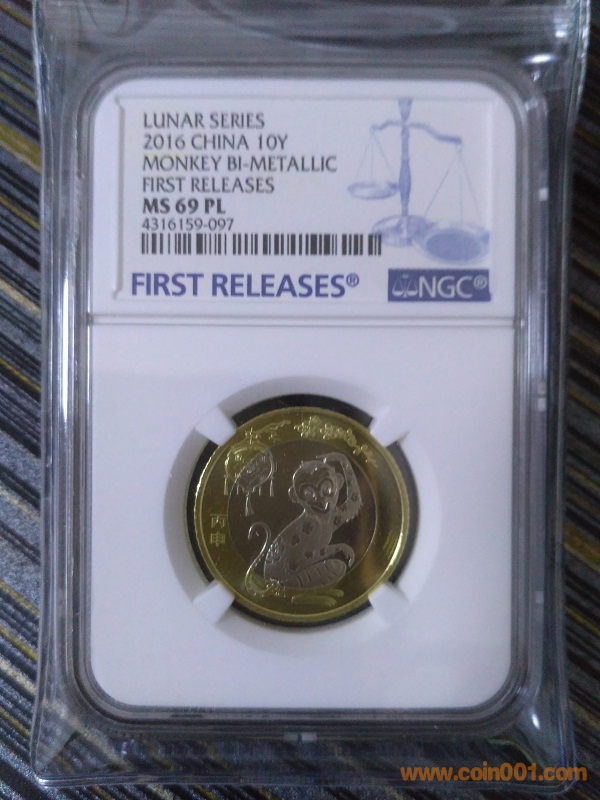 LUNAR SERIES
2016 CHINA 10Y
MONKEY BI-METALLIC
FIRST RELEASES
MS 69 PL
4316159-097
FIRST RELEASES®
NGC®
丙申
www.coin001.com